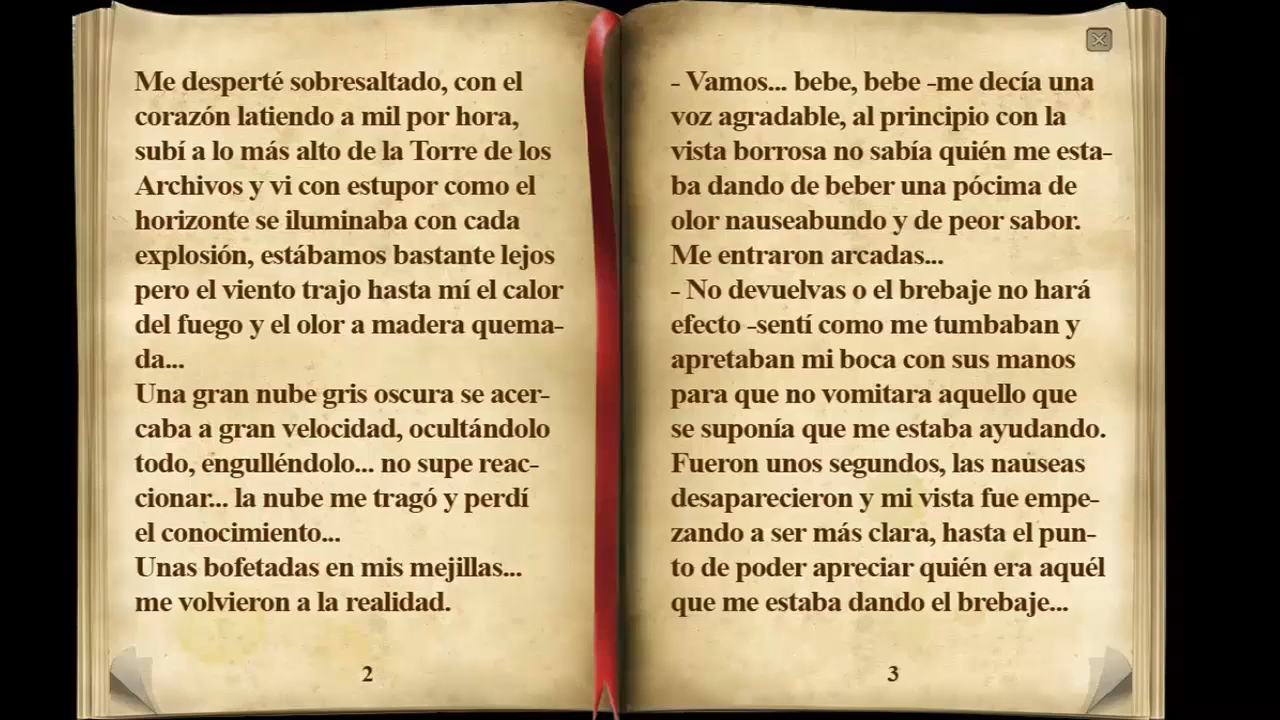 Me desperté sobresaltado, con el
corazón latiendo a mil por hora,
subí a lo más alto de la Torre de los
Archivos y vi con estupor como el
horizonte se iluminaba con cada
explosión, estábamos bastante lejos
pero el viento trajo hasta mí el calor
del fuego y el olor a madera quema-
da...
Una gran nube gris oscura se acer-
caba a gran velocidad, ocultándolo
todo, engulléndolo... no supe reac-
cionar... la nube me tragó y perdí
el conocimiento...
Unas bofetadas en mis mejillas...
me volvieron a la realidad.
2
- Vamos... bebe, bebe -me decía una
voz agradable, al principio con la
vista borrosa no sabía quién me esta-
ba dando de beber una pócima de
olor nauseabundo y de peor sabor.
Me entraron arcadas...
- No devuelvas o el brebaje no hará
efecto -sentí como me tumbaban y
apretaban mi boca con sus manos
para que no vomitara aquello que
se suponía que me estaba ayudando.
Fueron unos segundos, las nauseas
desaparecieron y mi vista fue empe-
zando a ser más clara, hasta el pun-
to de poder apreciar quién era aquél
que me estaba dando el brebaje...
3